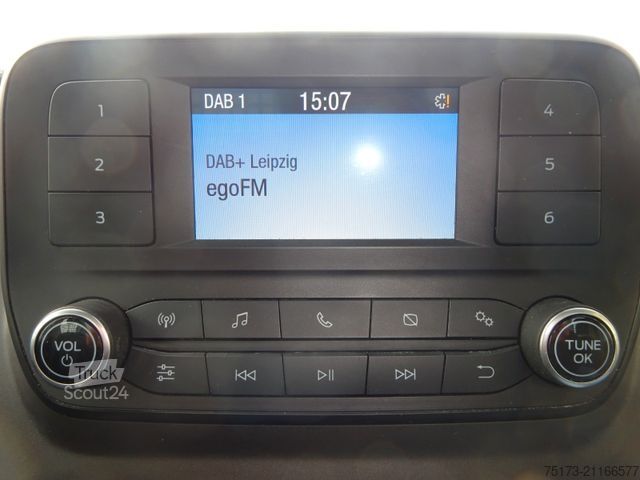 DAB 1 15:07
1
2
3
4
5
6
DAB+ Leipzig
egoFM
VOL
TUNE
OK
Truck
Scout24
75173-21166577